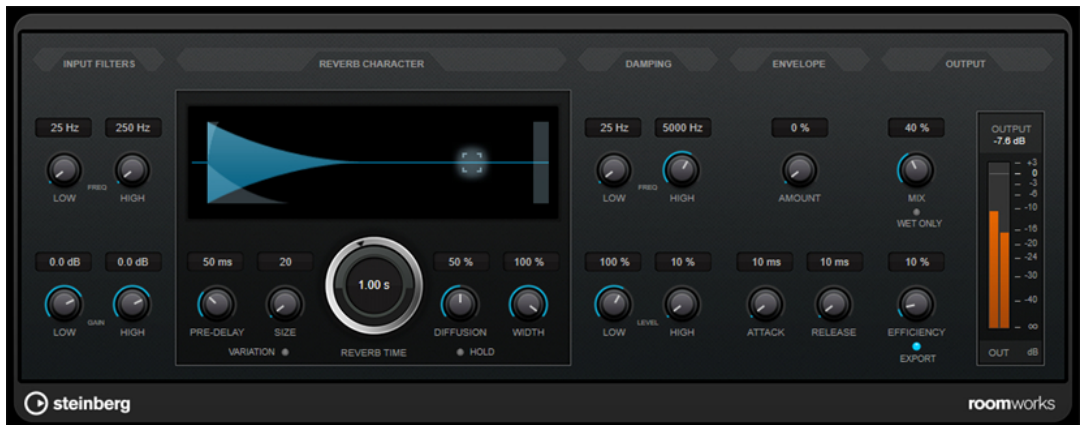 INPUT FILTERS
REVERB CHARACTER
DAMPING
ENVELOPE
OUTPUT
25 Hz
250 Hz
LOW
FREQ
HIGH
0.0 dB
0.0 dB
LOW
GAIN
HIGH
50 ms
20
1.00 s
50 %
100 %
PRE-DELAY
SIZE
DIFFUSION
WIDTH
VARIATION
REVERB TIME
HOLD
25 Hz
5000 Hz
LOW
FREQ
HIGH
100 %
10 %
LOW
LEVEL
HIGH
0 %
AMOUNT
10 ms
10 ms
ATTACK
RELEASE
40 %
MIX
WET ONLY
10 %
EFFICIENCY
EXPORT
OUTPUT
-7.6 dB
+3
0
-3
-6
-10
-16
-20
-24
-30
-40
∞
OUT dB
steinberg
roomworks